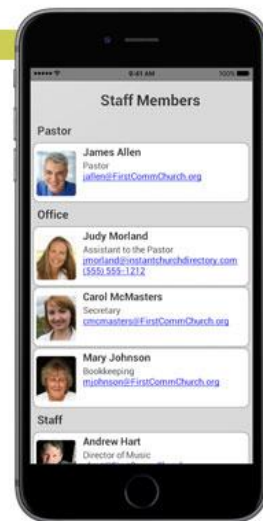 9:41 AM 100%
Staff Members
Pastor
James Allen
Pastor
jallen@FirstCommChurch.org
Office
Judy Morland
Assistant to the Pastor
jmorland@instantchurchdirectory.com
(555) 555-1212
Carol McMasters
Secretary
cmcmasters@FirstCommChurch.org
Mary Johnson
Bookkeeping
mjohnson@FirstCommChurch.org
Staff
Andrew Hart
Director of Music